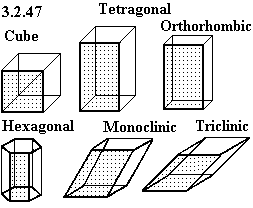 3.2.47
Cube
Tetragonal
Orthorhombic
Hexagonal
Monoclinic
Triclinic